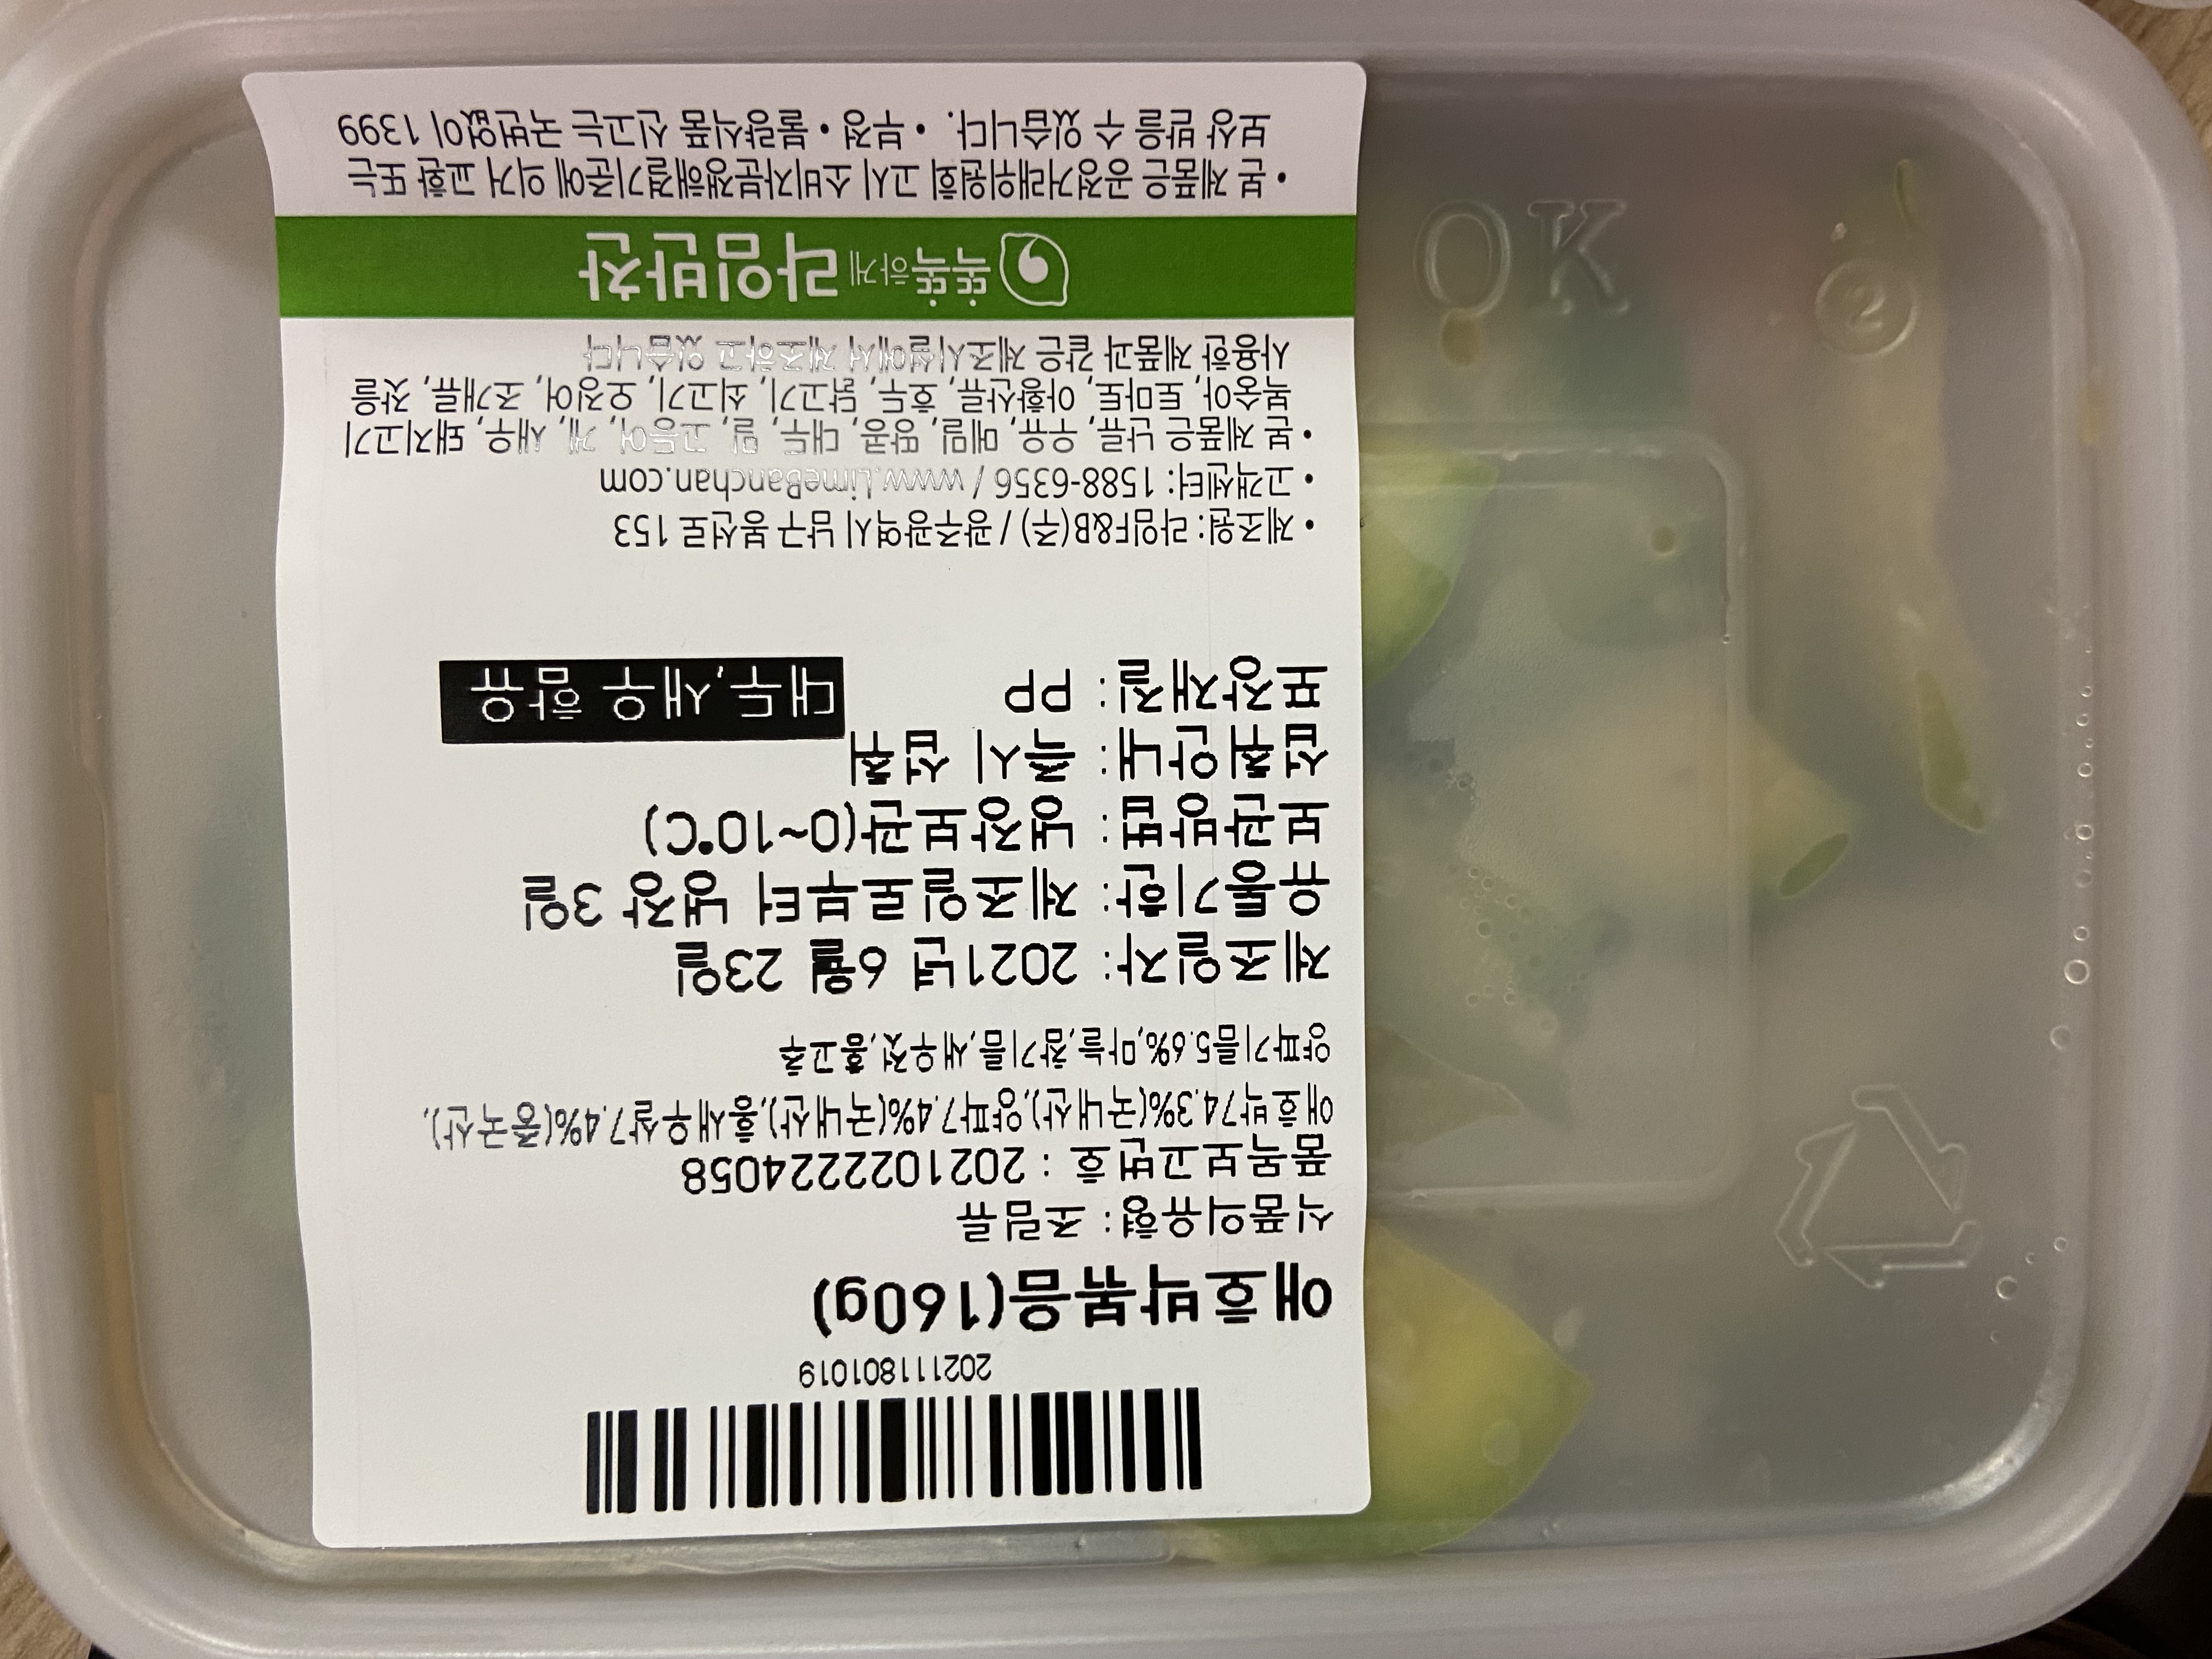 202111801019
애호박볶음(160g)
식품의유형: 조림류
품목보고번호 : 2021022224058
애호박74.3%(국내산),양파7.4%(국내산),홍새우살7.4%(중국산),
양파기름5.6%,마늘,참기름,새우젓,홍고추
제조일자: 2021년 6월 23일
유통기한: 제조일로부터 냉장 3일
보관방법: 냉장보관(0~10°C)
섭취안내: 즉시 섭취
포장재질: PP 대두,새우 함유
• 제조원: 라임F&B(주) / 광주광역시 남구 봉선로 153
• 고객센터: 1588-6356 / www.LimeBanchan.com
• 본 제품은 난류, 우유, 메밀, 땅콩, 대두, 밀, 고등어, 게, 새우, 돼지고기
복숭아, 토마토, 아황산류, 호두, 닭고기, 쇠고기, 오징어, 조개류, 잣을
사용한 제품과 같은 제조시설에서 제조하고 있습니다
똑똑하게 라임반찬
• 본 제품은 공정거래위원회 고시 소비자분쟁해결기준에 의거 교환 또는
보상 받을 수 있습니다. • 부정 • 불량식품 신고는 국번없이 1399
OK
2